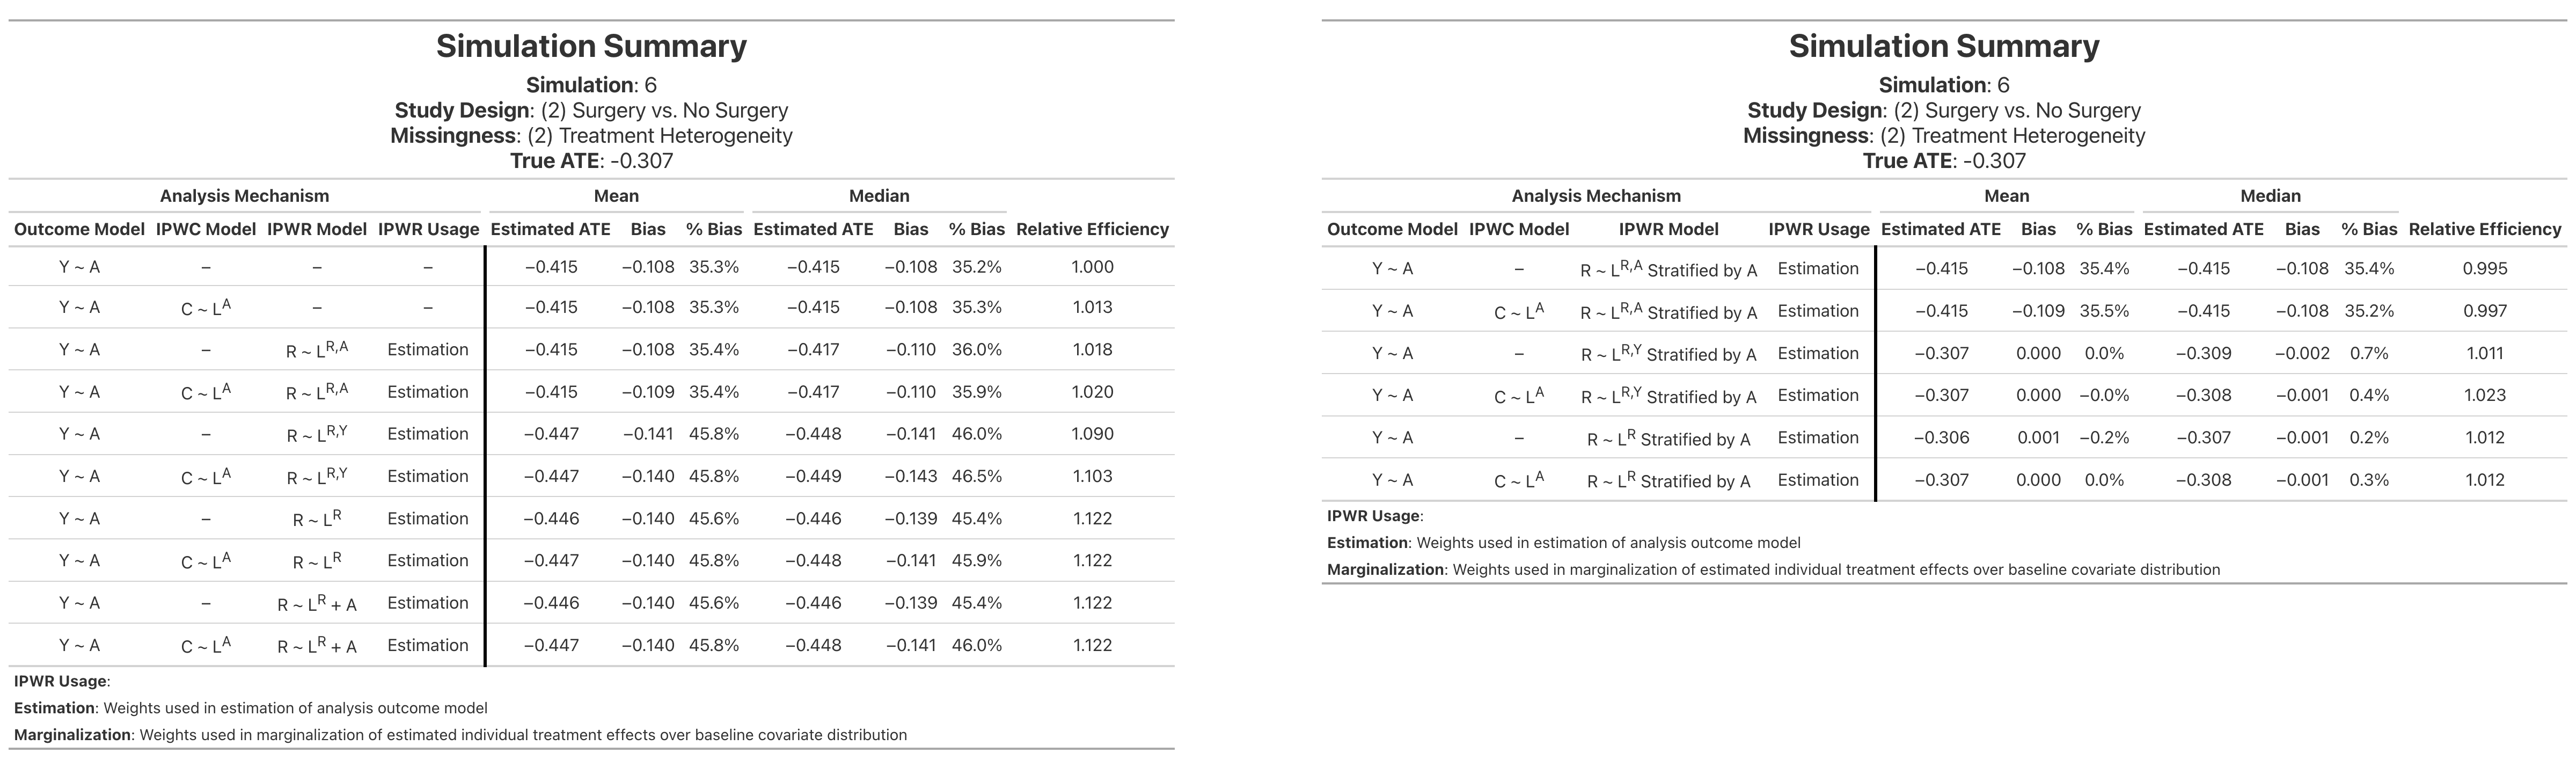 Simulation Summary
Simulation: 6
Study Design: (2) Surgery vs. No Surgery
Missingness: (2) Treatment Heterogeneity
True ATE: -0.307
Analysis Mechanism Mean Median
Outcome Model IPWC Model IPWR Model IPWR Usage Estimated ATE Bias % Bias Estimated ATE Bias % Bias Relative Efficiency
Y ~ A – – – −0.415 −0.108 35.3% −0.415 −0.108 35.2% 1.000
Y ~ A C ~ L^A – – −0.415 −0.108 35.3% −0.415 −0.108 35.3% 1.013
Y ~ A – R ~ L^R,A Estimation −0.415 −0.108 35.4% −0.417 −0.110 36.0% 1.018
Y ~ A C ~ L^A R ~ L^R,A Estimation −0.415 −0.109 35.4% −0.417 −0.110 35.9% 1.020
Y ~ A – R ~ L^R,Y Estimation −0.447 −0.141 45.8% −0.448 −0.141 46.0% 1.090
Y ~ A C ~ L^A R ~ L^R,Y Estimation −0.447 −0.140 45.8% −0.449 −0.143 46.5% 1.103
Y ~ A – R ~ L^R Estimation −0.446 −0.140 45.6% −0.446 −0.139 45.4% 1.122
Y ~ A C ~ L^A R ~ L^R Estimation −0.447 −0.140 45.8% −0.448 −0.141 45.9% 1.122
Y ~ A – R ~ L^R + A Estimation −0.446 −0.140 45.6% −0.446 −0.139 45.4% 1.122
Y ~ A C ~ L^A R ~ L^R + A Estimation −0.447 −0.140 45.8% −0.448 −0.141 46.0% 1.122
IPWR Usage:
Estimation: Weights used in estimation of analysis outcome model
Marginalization: Weights used in marginalization of estimated individual treatment effects over baseline covariate distribution
Simulation Summary
Simulation: 6
Study Design: (2) Surgery vs. No Surgery
Missingness: (2) Treatment Heterogeneity
True ATE: -0.307
Analysis Mechanism Mean Median
Outcome Model IPWC Model IPWR Model IPWR Usage Estimated ATE Bias % Bias Estimated ATE Bias % Bias Relative Efficiency
Y ~ A – R ~ L^R,A Stratified by A Estimation −0.415 −0.108 35.4% −0.415 −0.108 35.4% 0.995
Y ~ A C ~ L^A R ~ L^R,A Stratified by A Estimation −0.415 −0.109 35.5% −0.415 −0.108 35.2% 0.997
Y ~ A – R ~ L^R,Y Stratified by A Estimation −0.307 0.000 0.0% −0.309 −0.002 0.7% 1.011
Y ~ A C ~ L^A R ~ L^R,Y Stratified by A Estimation −0.307 0.000 −0.0% −0.308 −0.001 0.4% 1.023
Y ~ A – R ~ L^R Stratified by A Estimation −0.306 0.001 −0.2% −0.307 −0.001 0.2% 1.012
Y ~ A C ~ L^A R ~ L^R Stratified by A Estimation −0.307 0.000 0.0% −0.308 −0.001 0.3% 1.012
IPWR Usage:
Estimation: Weights used in estimation of analysis outcome model
Marginalization: Weights used in marginalization of estimated individual treatment effects over baseline covariate distribution